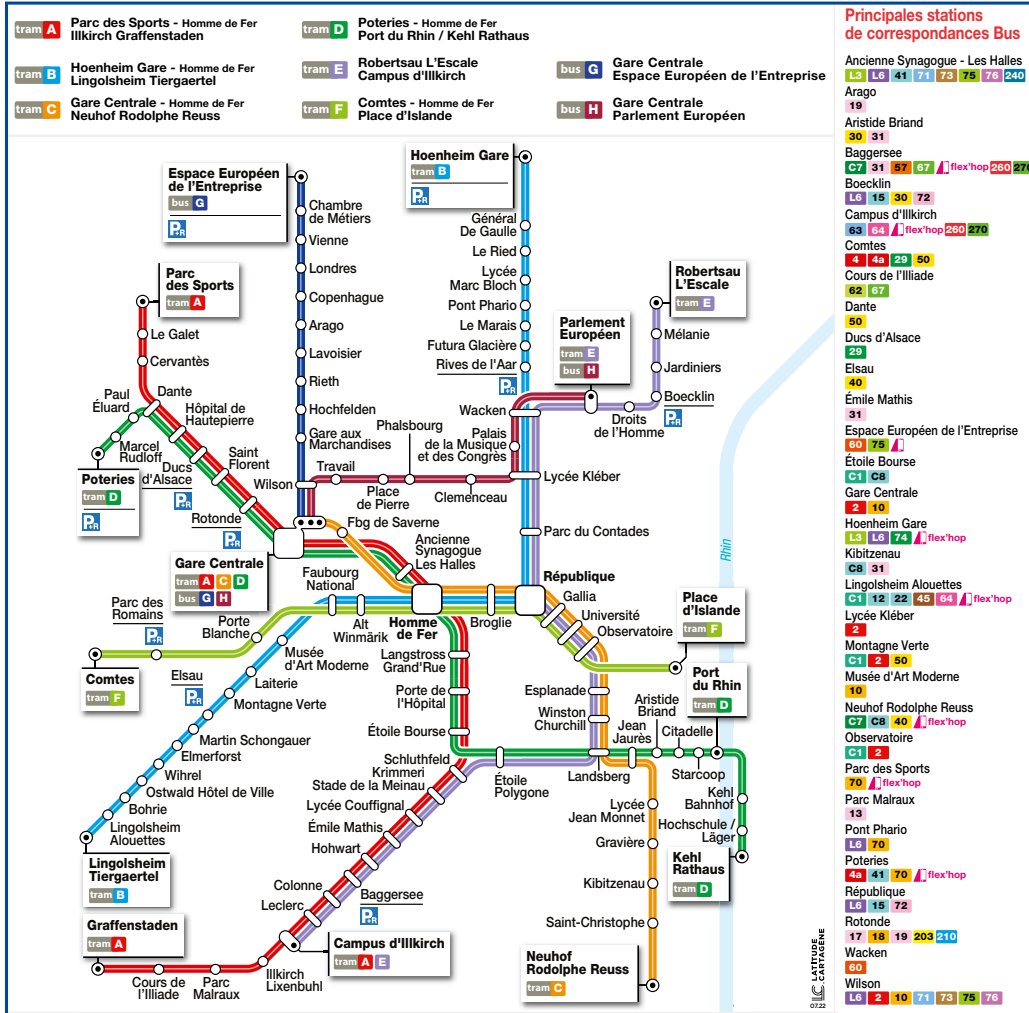 tram A Parc des Sports - Homme de Fer
Illkirch Graffenstaden
tram B Hoenheim Gare - Homme de Fer
Lingolsheim Tiergaertel
tram C Gare Centrale - Homme de Fer
Neuhof Rodolphe Reuss
tram D Poteries - Homme de Fer
Port du Rhin / Kehl Rathaus
tram E Robertsau L'Escale
Campus d'Illkirch
tram F Comtes - Homme de Fer
Place d'Islande
bus G Gare Centrale
Espace Européen de l'Entreprise
bus H Gare Centrale
Parlement Européen
Espace Européen
de l'Entreprise
bus G
P+R
Chambre
de Métiers
Vienne
Londres
Copenhague
Arago
Lavoisier
Rieth
Hochfelden
Gare aux
Marchandises
Wilson
Hoenheim Gare
tram B
P+R
Général
De Gaulle
Le Ried
Lycée
Marc Bloch
Pont Phario
Le Marais
Futura Glacière
Rives de l'Aar
P+R
Wacken
Palais
de la Musique
et des Congrès
Lycée Kléber
Parc du Contades
Parlement
Européen
tram E
bus H
Robertsau
L'Escale
tram E
Mélanie
Jardiniers
Boecklin
P+R
Droits
de l'Homme
Parc
des Sports
tram A
Le Galet
Cervantès
Dante
Paul
Éluard
Marcel
Rudloff
Poteries
tram D
P+R
Hôpital de
Hautepierre
Ducs
d'Alsace
P+R
Saint
Florent
Rotonde
P+R
Travail
Phalsbourg
Place
de Pierre
Clemenceau
Gare Centrale
tram A C D
bus G H
Fbg de Saverne
Ancienne
Synagogue
Les Halles
Faubourg
National
Alt
Winmärik
Homme
de Fer
Broglie
République
Gallia
Université
Observatoire
Place
d'Islande
tram F
Parc des
Romains
P+R
Porte
Blanche
Comtes
tram F
Musée
d'Art Moderne
Laiterie
Elsau
P+R
Montagne Verte
Martin Schongauer
Elmerforst
Wihrel
Ostwald Hôtel de Ville
Bohrie
Lingolsheim
Alouettes
Lingolsheim
Tiergaertel
tram B
Langstross
Grand'Rue
Porte de
l'Hôpital
Étoile Bourse
Schluthfeld
Krimmeri
Stade de la Meinau
Lycée Couffignal
Émile Mathis
Hohwart
Colonne
Leclerc
Baggersee
P+R
Campus d'Illkirch
tram A E
Illkirch
Lixenbuhl
Parc
Malraux
Cours de
l'Illiade
Graffenstaden
tram A
Étoile
Polygone
Esplanade
Winston
Churchill
Landsberg
Jean
Jaurès
Aristide
Briand
Citadelle
Starcoop
Port
du Rhin
tram D
Kehl
Bahnhof
Hochschule /
Läger
Kehl
Rathaus
tram D
Lycée
Jean Monnet
Gravière
Kibitzenau
Saint-Christophe
Neuhof
Rodolphe Reuss
tram C
Rhin
LC LATITUDE
CARTAGÈNE
07.22
Principales stations
de correspondances Bus
Ancienne Synagogue - Les Halles
L3 L6 41 71 73 75 76 240
Arago
19
Aristide Briand
30 31
Baggersee
C7 31 57 67 flex'hop 260 270
Boecklin
L6 15 30 72
Campus d'Illkirch
63 64 flex'hop 260 270
Comtes
4 4a 29 50
Cours de l'Illiade
62 67
Dante
50
Ducs d'Alsace
29
Elsau
40
Émile Mathis
31
Espace Européen de l'Entreprise
60 75
Étoile Bourse
C1 C8
Gare Centrale
2 10
Hoenheim Gare
L3 L6 74 flex'hop
Kibitzenau
C8 31
Lingolsheim Alouettes
C1 12 22 45 64 flex'hop
Lycée Kléber
2
Montagne Verte
C1 2 50
Musée d'Art Moderne
10
Neuhof Rodolphe Reuss
C7 C8 40 flex'hop
Observatoire
C1 2
Parc des Sports
70 flex'hop
Parc Malraux
13
Pont Phario
L6 70
Poteries
4a 41 70 flex'hop
République
L6 15 72
Rotonde
17 18 19 203 210
Wacken
60
Wilson
L6 2 10 71 73 75 76